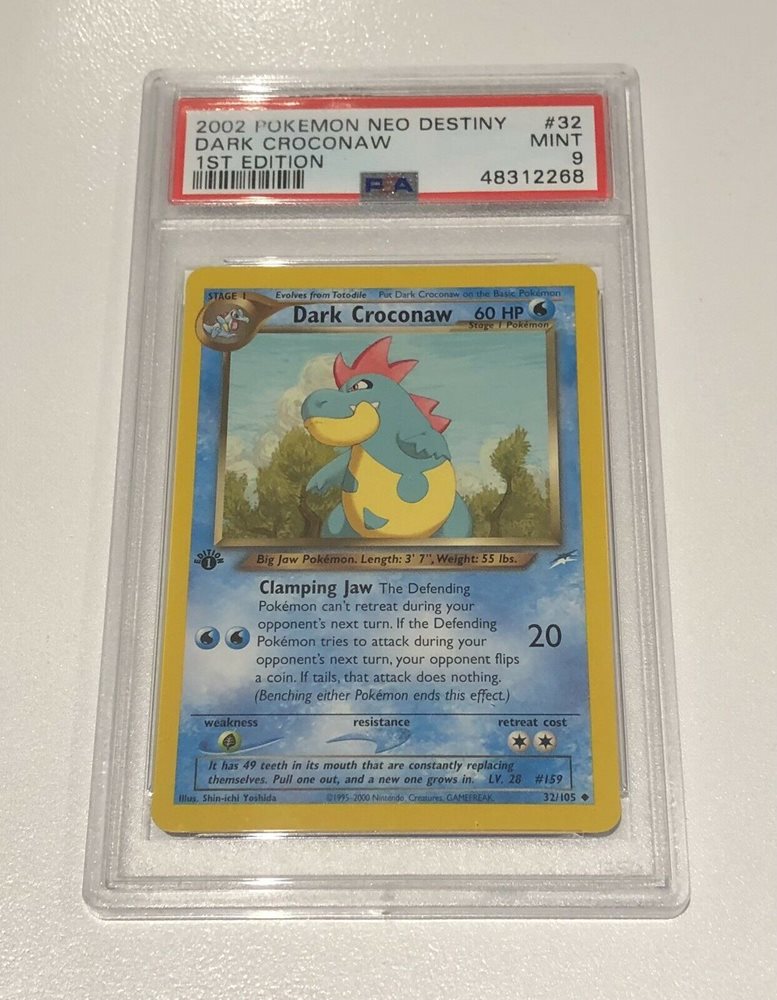 2002 POKEMON NEO DESTINY #32
DARK CROCONAW MINT
1ST EDITION 9
PSA 48312268
STAGE 1 Evolves from Totodile Put Dark Croconaw on the Basic Pokémon
Dark Croconaw 60 HP
Stage 1 Pokémon
EDITION 1
Big Jaw Pokémon. Length: 3' 7", Weight: 55 lbs.
Clamping Jaw The Defending
Pokémon can't retreat during your
opponent's next turn. If the Defending
Pokémon tries to attack during your 20
opponent's next turn, your opponent flips
a coin. If tails, that attack does nothing.
(Benching either Pokémon ends this effect.)
weakness resistance retreat cost
It has 49 teeth in its mouth that are constantly replacing
themselves. Pull one out, and a new one grows in. LV. 28 #159
Illus. Shin-ichi Yoshida ©1995-2000 Nintendo, Creatures, GAMEFREAK. 32/105